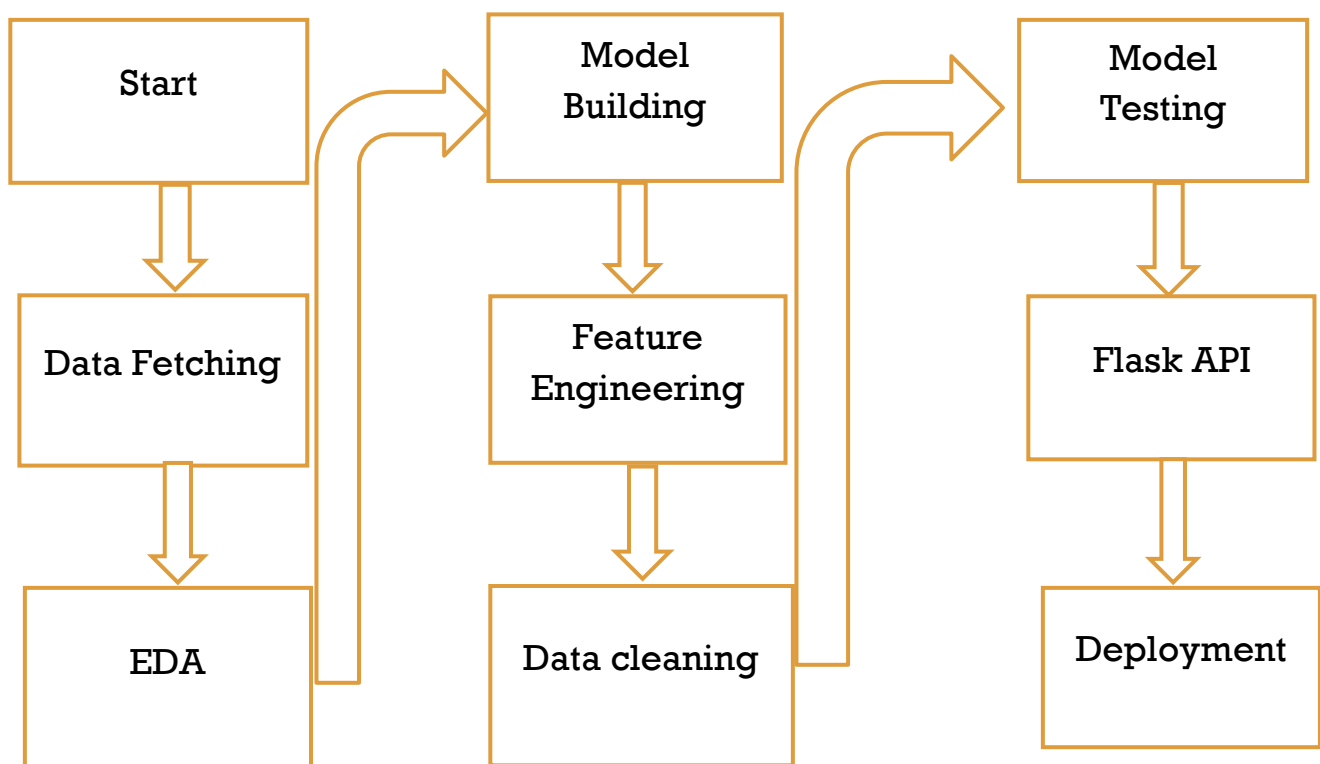 Start
Data Fetching
EDA
Model
Building
Feature
Engineering
Data cleaning
Model
Testing
Flask API
Deployment